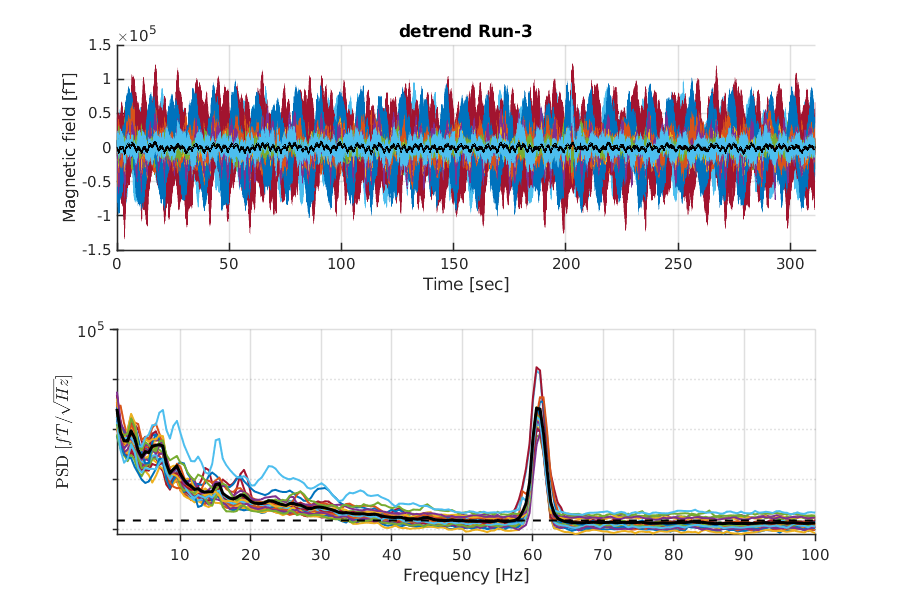 detrend Run-3
×10^5
1.5
1
0.5
0
-0.5
-1
-1.5
Magnetic field [fT]
0 50 100 150 200 250 300
Time [sec]
10^5
PSD [fT/√Hz]
10 20 30 40 50 60 70 80 90 100
Frequency [Hz]